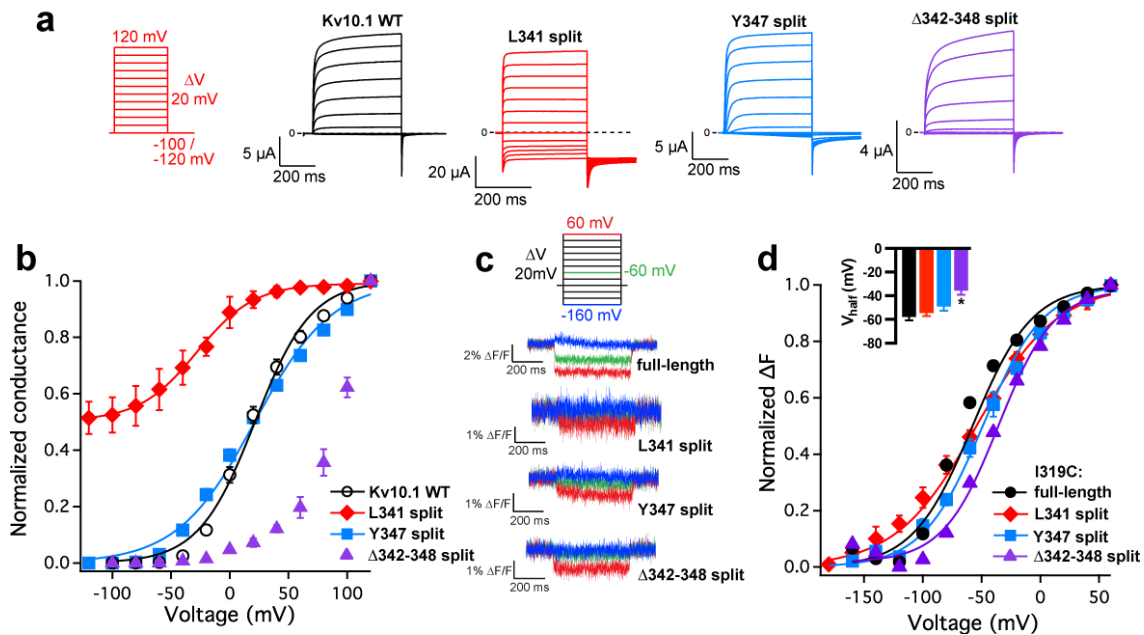 a
120 mV
ΔV
20 mV
-100 /
-120 mV
Kv10.1 WT
0
5 µA
200 ms
L341 split
0
20 µA
200 ms
Y347 split
0
5 µA
200 ms
Δ342-348 split
0
4 µA
200 ms
b
Normalized conductance
1.0
0.8
0.6
0.4
0.2
0.0
-100
-50
0
50
100
Voltage (mV)
Kv10.1 WT
L341 split
Y347 split
Δ342-348 split
c
60 mV
ΔV
20mV
-60 mV
-160 mV
2% ΔF/F
200 ms
full-length
1% ΔF/F
200 ms
L341 split
1% ΔF/F
200 ms
Y347 split
1% ΔF/F
200 ms
Δ342-348 split
d
Normalized ΔF
1.0
0.8
0.6
0.4
0.2
0.0
-150
-100
-50
0
50
Voltage (mV)
Vhalf (mV)
0
-20
-40
-60
-80
*
I319C:
full-length
L341 split
Y347 split
Δ342-348 split